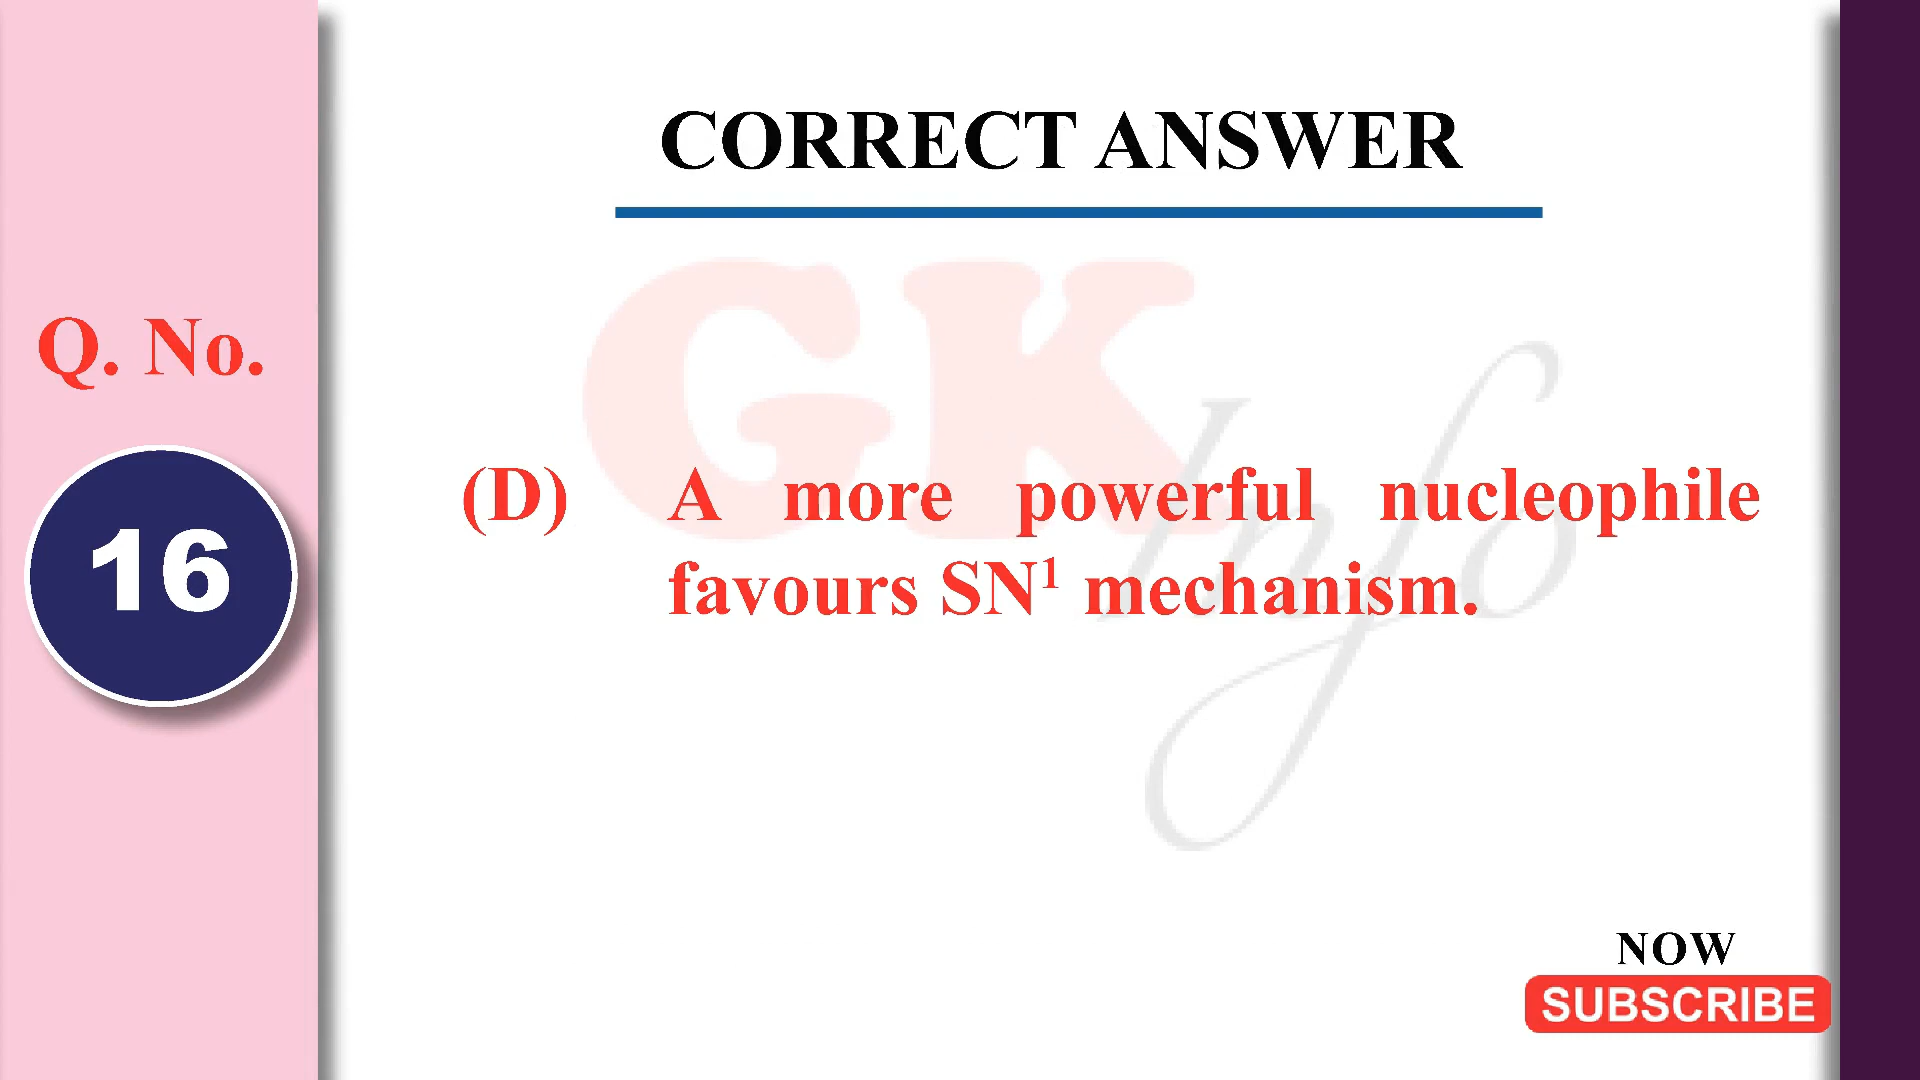 CORRECT ANSWER
GK Info
Q. No.
16
(D) A more powerful nucleophile
favours SN¹ mechanism.
NOW
SUBSCRIBE